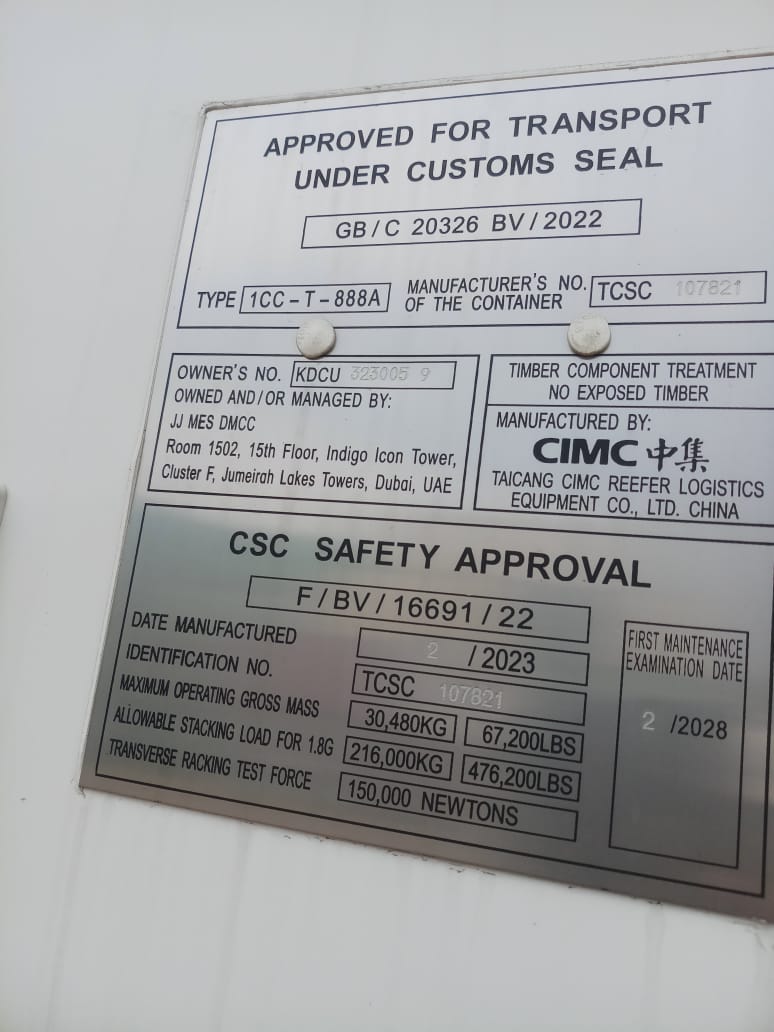 APPROVED FOR TRANSPORT
UNDER CUSTOMS SEAL
GB/C 20326 BV/2022
TYPE 1CC-T-888A MANUFACTURER'S NO. OF THE CONTAINER TCSC 107821
OWNER'S NO. KDCU 323005 9
OWNED AND/OR MANAGED BY:
JJ MES DMCC
Room 1502, 15th Floor, Indigo Icon Tower,
Cluster F, Jumeirah Lakes Towers, Dubai, UAE
TIMBER COMPONENT TREATMENT
NO EXPOSED TIMBER
MANUFACTURED BY:
CIMC 中集
TAICANG CIMC REEFER LOGISTICS
EQUIPMENT CO., LTD. CHINA
CSC SAFETY APPROVAL
F/BV/16691/22
DATE MANUFACTURED 2 /2023
IDENTIFICATION NO. TCSC 107821
MAXIMUM OPERATING GROSS MASS 30,480KG 67,200LBS
ALLOWABLE STACKING LOAD FOR 1.8G 216,000KG 476,200LBS
TRANSVERSE RACKING TEST FORCE 150,000 NEWTONS
FIRST MAINTENANCE
EXAMINATION DATE
2 /2028